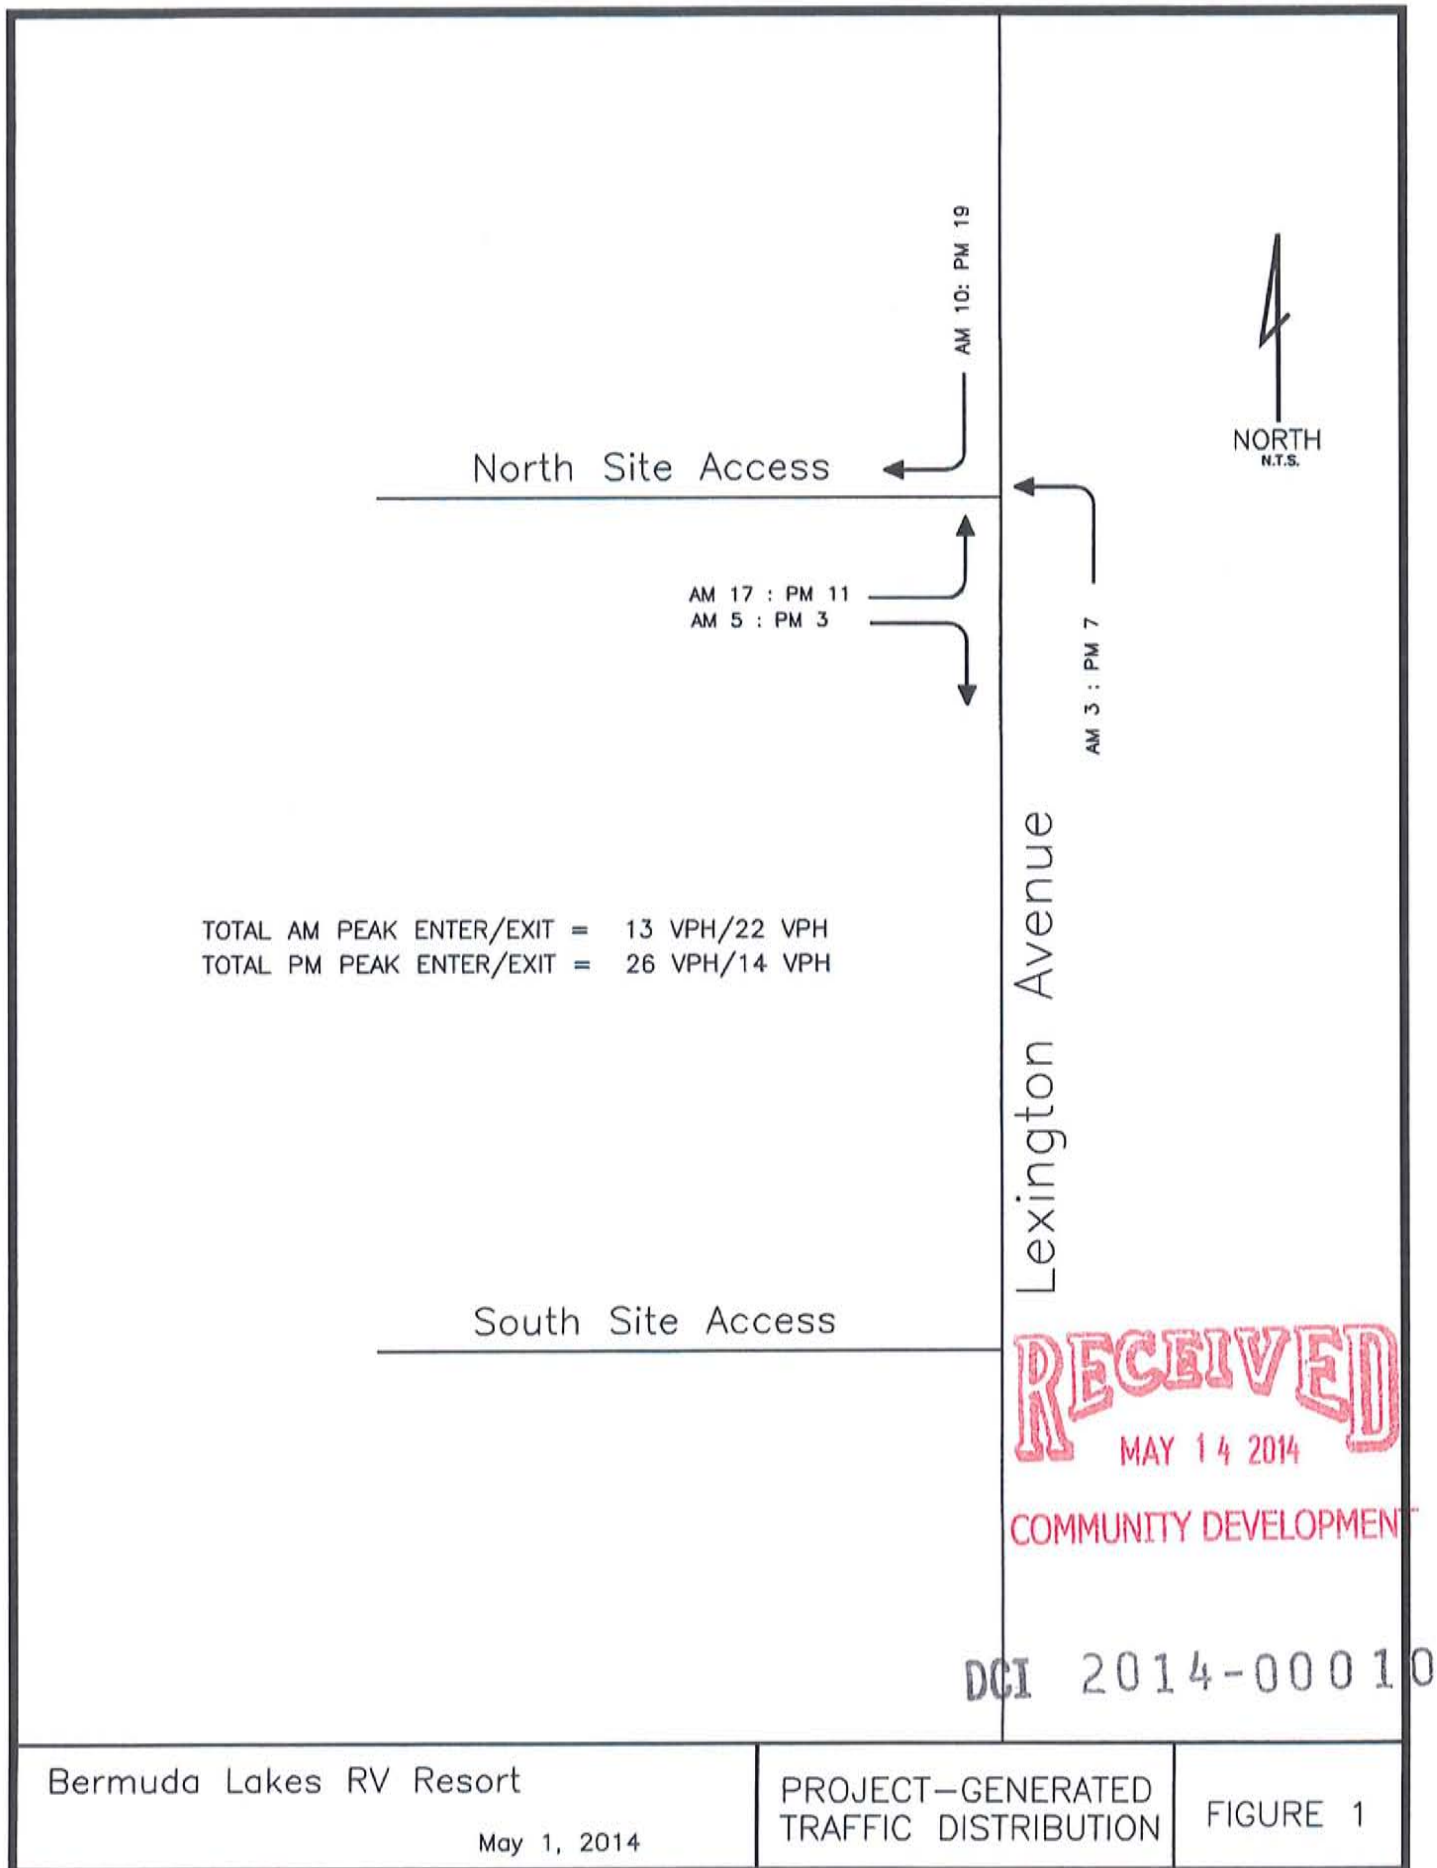 AM 10: PM 19
NORTH
N.T.S.
North Site Access
AM 17 : PM 11
AM 5 : PM 3
AM 3 : PM 7
TOTAL AM PEAK ENTER/EXIT = 13 VPH/22 VPH
TOTAL PM PEAK ENTER/EXIT = 26 VPH/14 VPH
Lexington Avenue
South Site Access
RECEIVED
MAY 14 2014
COMMUNITY DEVELOPMENT
DCI 2014-00010
Bermuda Lakes RV Resort
May 1, 2014
PROJECT-GENERATED
TRAFFIC DISTRIBUTION
FIGURE 1